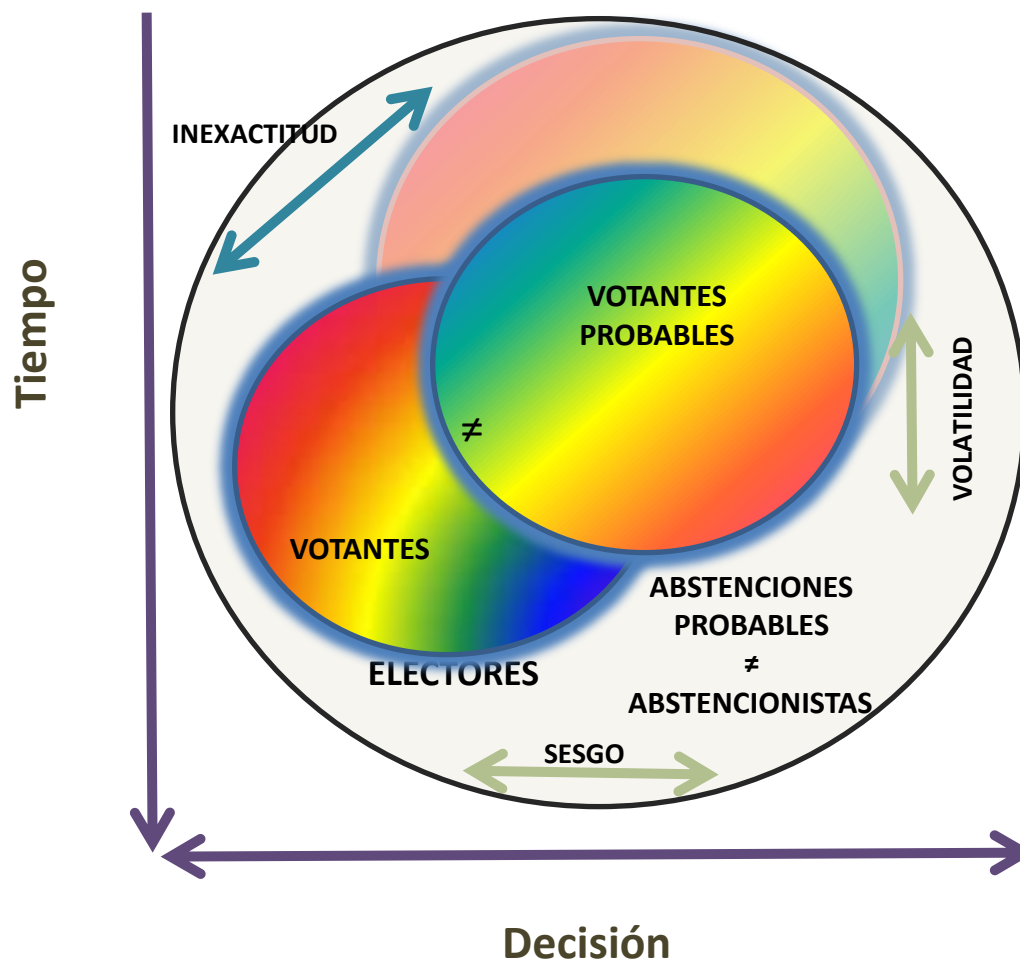 INEXACTITUD
Tiempo
VOTANTES
PROBABLES
VOLATILIDAD
≠
VOTANTES
ABSTENCIONES
PROBABLES
≠
ABSTENCIONISTAS
ELECTORES
SESGO
Decisión